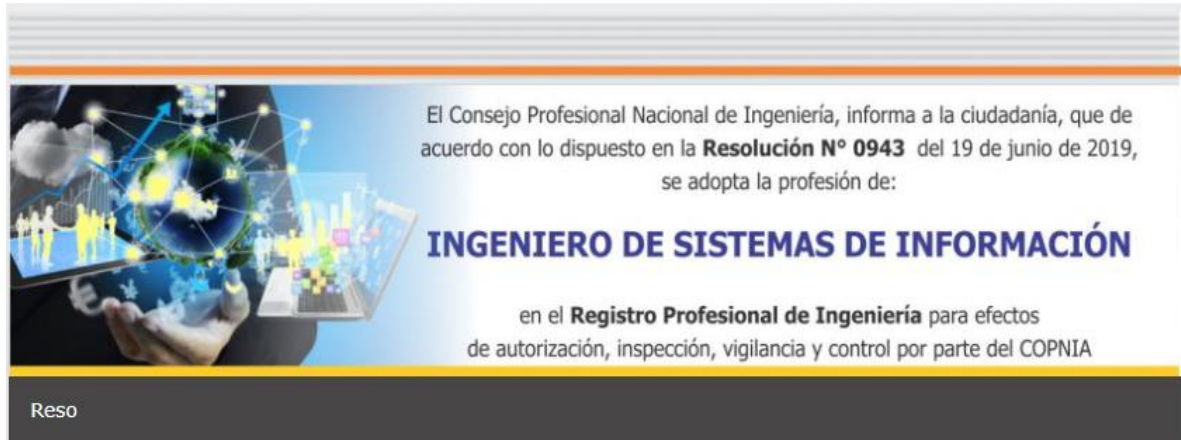 El Consejo Profesional Nacional de Ingeniería, informa a la ciudadanía, que de
acuerdo con lo dispuesto en la Resolución N° 0943 del 19 de junio de 2019,
se adopta la profesión de:
INGENIERO DE SISTEMAS DE INFORMACIÓN
en el Registro Profesional de Ingeniería para efectos
de autorización, inspección, vigilancia y control por parte del COPNIA
Reso